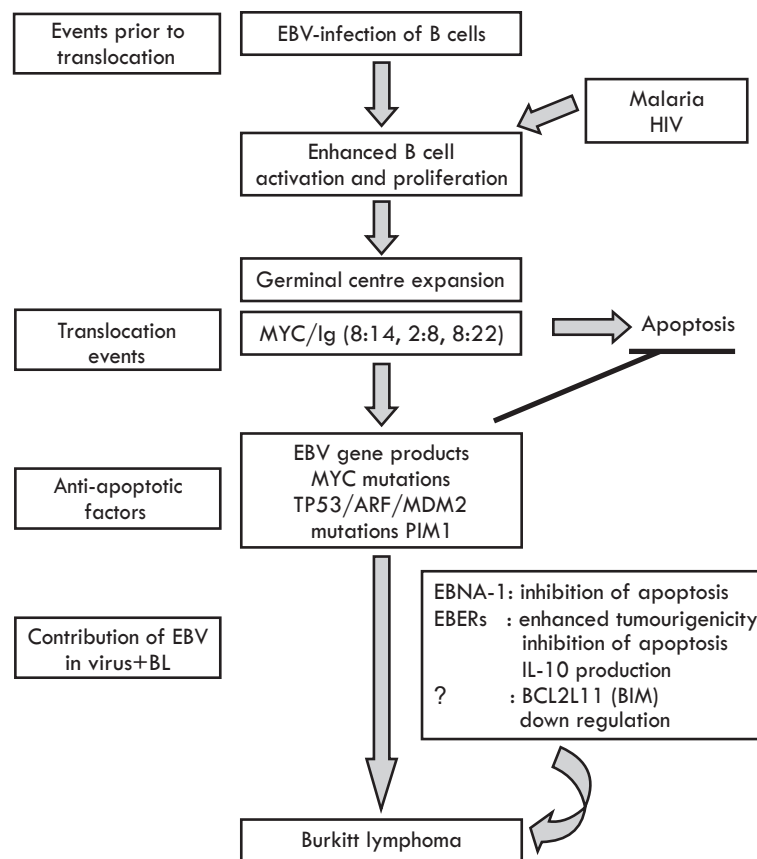 Events prior to
translocation
EBV-infection of B cells
Malaria
HIV
Enhanced B cell
activation and proliferation
Germinal centre expansion
Translocation
events
MYC/Ig (8:14, 2:8, 8:22)
Apoptosis
Anti-apoptotic
factors
EBV gene products
MYC mutations
TP53/ARF/MDM2
mutations PIM1
Contribution of EBV
in virus+BL
EBNA-1: inhibition of apoptosis
EBERs : enhanced tumourigenicity
inhibition of apoptosis
IL-10 production
? : BCL2L11 (BIM)
down regulation
Burkitt lymphoma